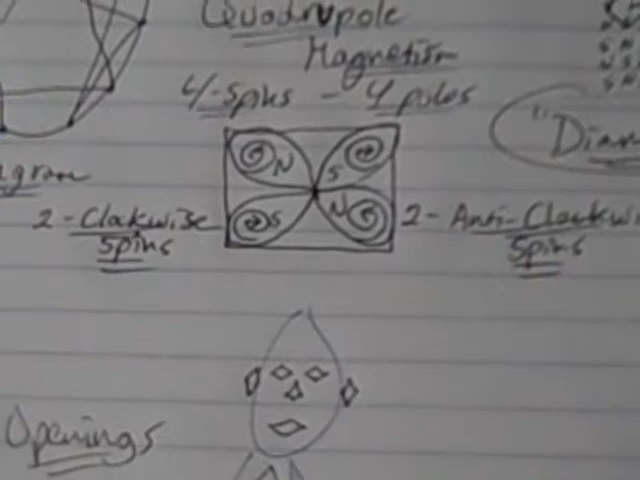 Quadrupole
Magnetism
4-spins - 4 poles
"Diam
gram
N S
S N
2-Clockwise
Spins
2-Anti-Clockwi
Spins
Openings